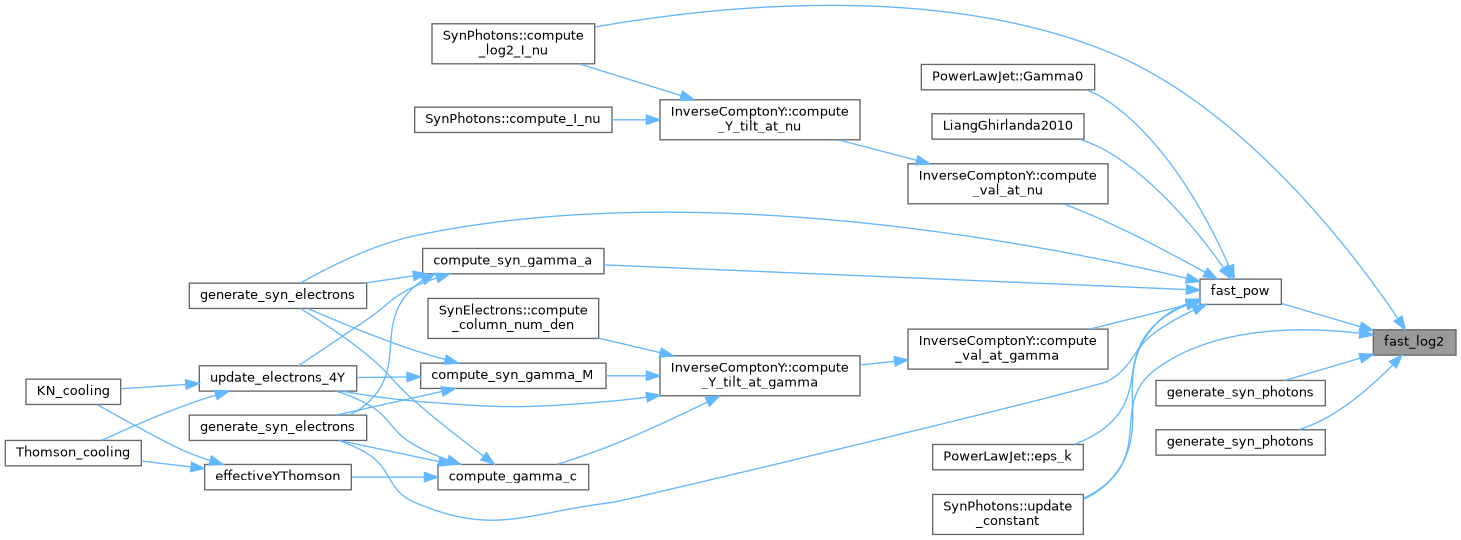 SynPhotons::compute
_log2_I_nu
PowerLawJet::Gamma0
SynPhotons::compute_I_nu
InverseComptonY::compute
_Y_tilt_at_nu
LiangGhirlanda2010
InverseComptonY::compute
_val_at_nu
compute_syn_gamma_a
generate_syn_electrons
fast_pow
SynElectrons::compute
_column_num_den
fast_log2
InverseComptonY::compute
_val_at_gamma
KN_cooling
update_electrons_4Y
compute_syn_gamma_M
InverseComptonY::compute
_Y_tilt_at_gamma
generate_syn_photons
generate_syn_electrons
Thomson_cooling
generate_syn_photons
PowerLawJet::eps_k
effectiveYThomson
compute_gamma_c
SynPhotons::update
_constant